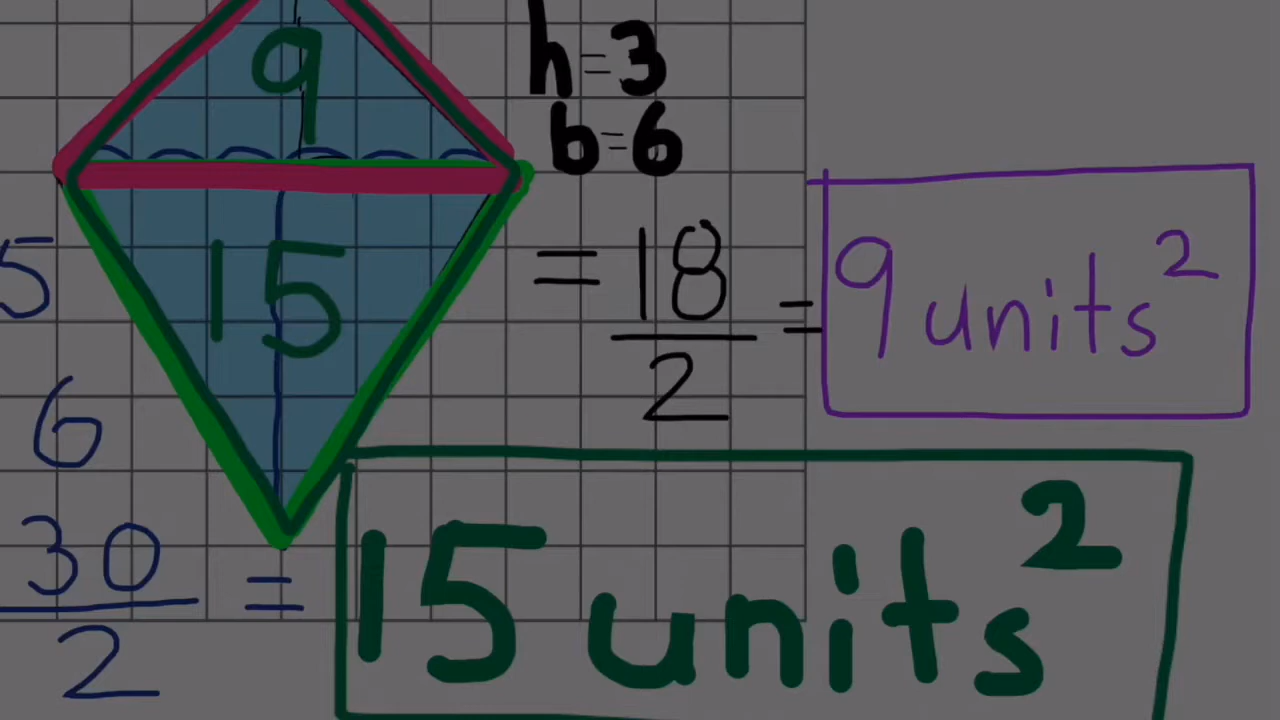 9
h=3
b=6
15
5
= 18/2 = 9 units²
6
30/2 = 15 units²